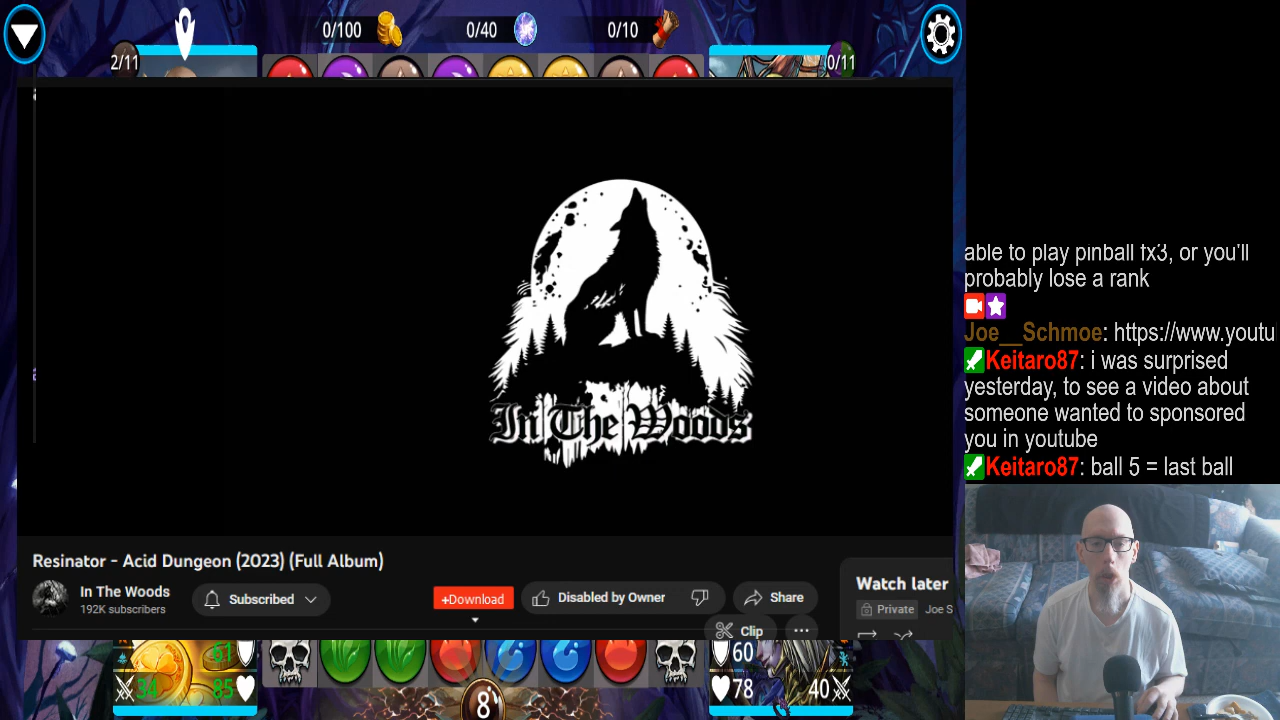 0/100
0/40
0/10
2/11
0/11
able to play pinball fx3, or you'll
probably lose a rank
Joe__Schmoe: https://www.youtu
Keitaro87: i was surprised
yesterday, to see a video about
someone wanted to sponsored
you in youtube
Keitaro87: ball 5 = last ball
In The Woods
Resinator - Acid Dungeon (2023) (Full Album)
In The Woods
192K subscribers
Subscribed
+Download
Disabled by Owner
Share
Clip
Watch later
Private
Joe S
61
34
85
8
60
78
40